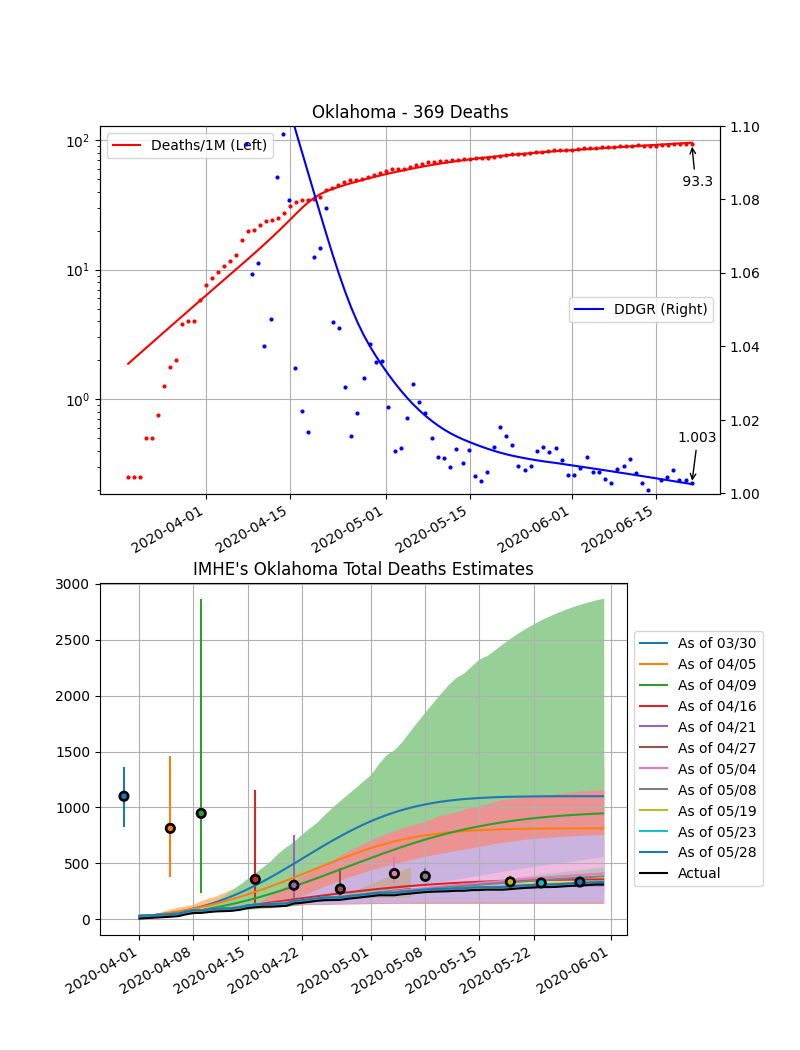 Oklahoma - 369 Deaths
10²
10¹
10⁰
Deaths/1M (Left)
DDGR (Right)
93.3
1.003
1.10
1.08
1.06
1.04
1.02
1.00
2020-04-01
2020-04-15
2020-05-01
2020-05-15
2020-06-01
2020-06-15
IMHE's Oklahoma Total Deaths Estimates
3000
2500
2000
1500
1000
500
0
2020-04-01
2020-04-08
2020-04-15
2020-04-22
2020-05-01
2020-05-08
2020-05-15
2020-05-22
2020-06-01
As of 03/30
As of 04/05
As of 04/09
As of 04/16
As of 04/21
As of 04/27
As of 05/04
As of 05/08
As of 05/19
As of 05/23
As of 05/28
Actual